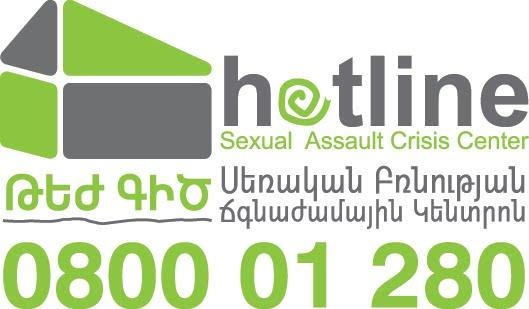 hotline
Sexual Assault Crisis Center
ԹԵԺ ԳԻԾ
Սեռական Բռնության
Ճգնաժամային Կենտրոն
0800 01 280